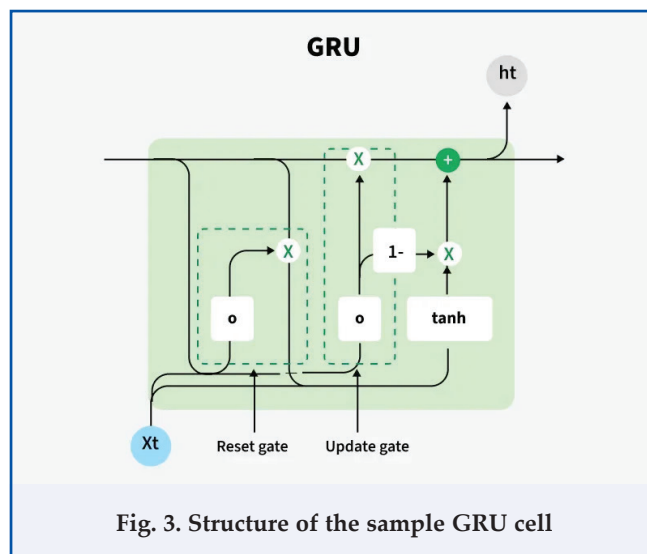 GRU
ht
X
+
X
1-
X
o
o
tanh
Xt
Reset gate
Update gate
Fig. 3. Structure of the sample GRU cell